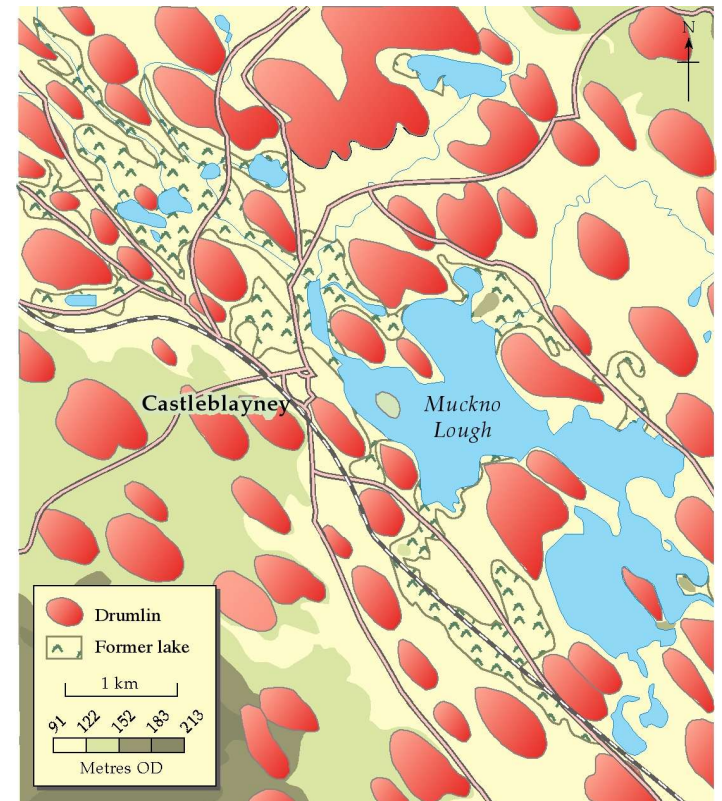 N
Castleblayney
Muckno
Lough
Drumlin
Former lake
1 km
91 122 152 183 213
Metres OD